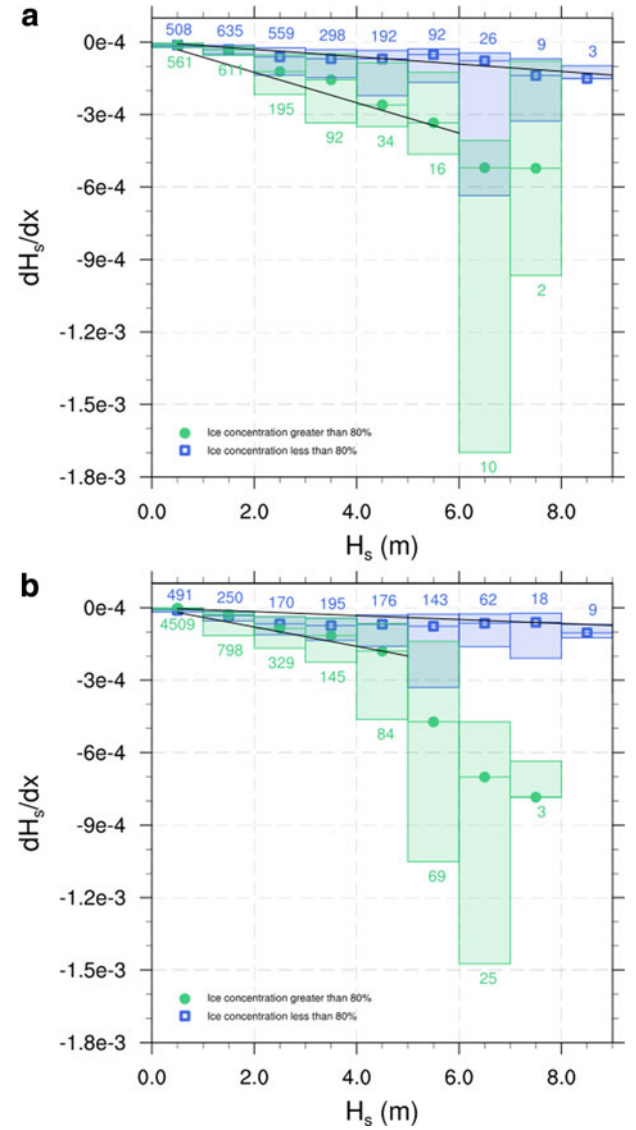 a
508 635 559 298 192 92 26 9 3
0e-4
561 611 195 92 34 16 10 2
-3e-4
-6e-4
-9e-4
-1.2e-3
-1.5e-3
-1.8e-3
dHs/dx
Ice concentration greater than 80%
Ice concentration less than 80%
0.0 2.0 4.0 6.0 8.0
Hs (m)
b
491 250 170 195 176 143 62 18 9
0e-4
4509 798 329 145 84 69 25 3
-3e-4
-6e-4
-9e-4
-1.2e-3
-1.5e-3
-1.8e-3
dHs/dx
Ice concentration greater than 80%
Ice concentration less than 80%
0.0 2.0 4.0 6.0 8.0
Hs (m)